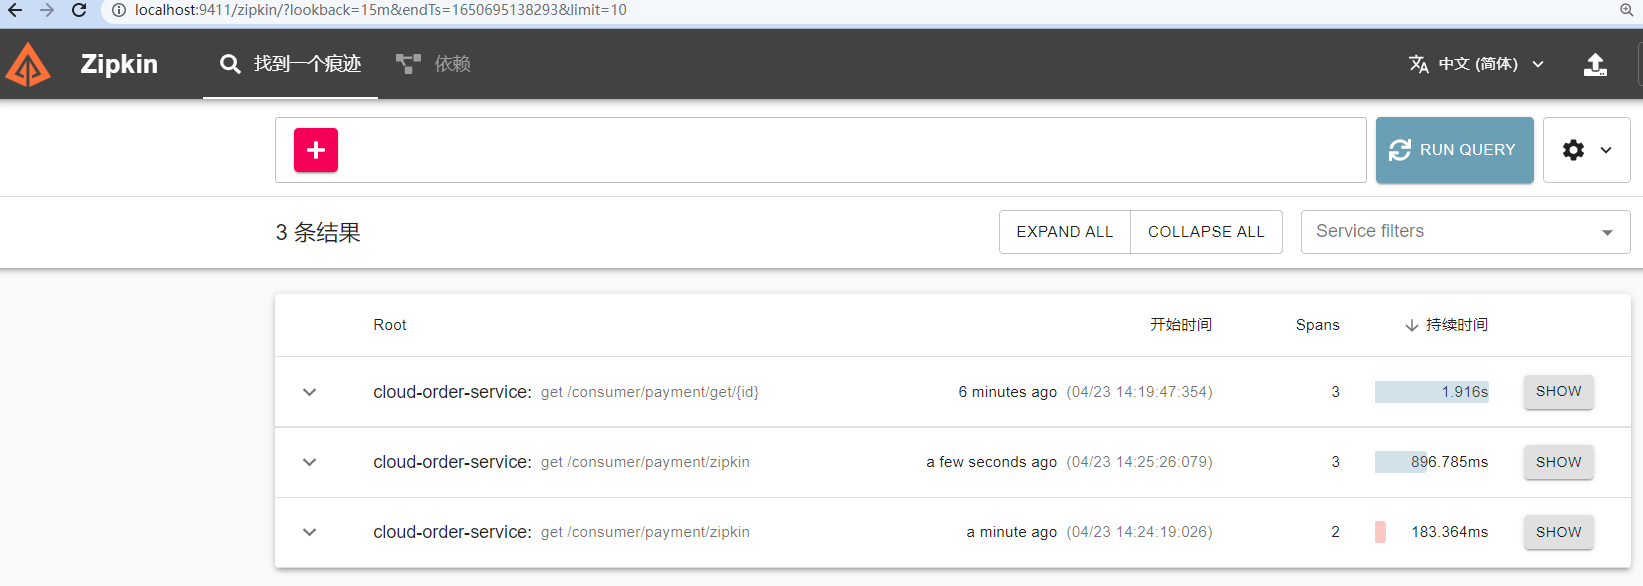 localhost:9411/zipkin/?lookback=15m&endTs=1650695138293&limit=10
Zipkin 找到一个痕迹 依赖 中文 (简体)
RUN QUERY
3 条结果 EXPAND ALL COLLAPSE ALL Service filters
Root 开始时间 Spans 持续时间
cloud-order-service: get /consumer/payment/get/{id} 6 minutes ago (04/23 14:19:47:354) 3 1.916s SHOW
cloud-order-service: get /consumer/payment/zipkin a few seconds ago (04/23 14:25:26:079) 3 896.785ms SHOW
cloud-order-service: get /consumer/payment/zipkin a minute ago (04/23 14:24:19:026) 2 183.364ms SHOW